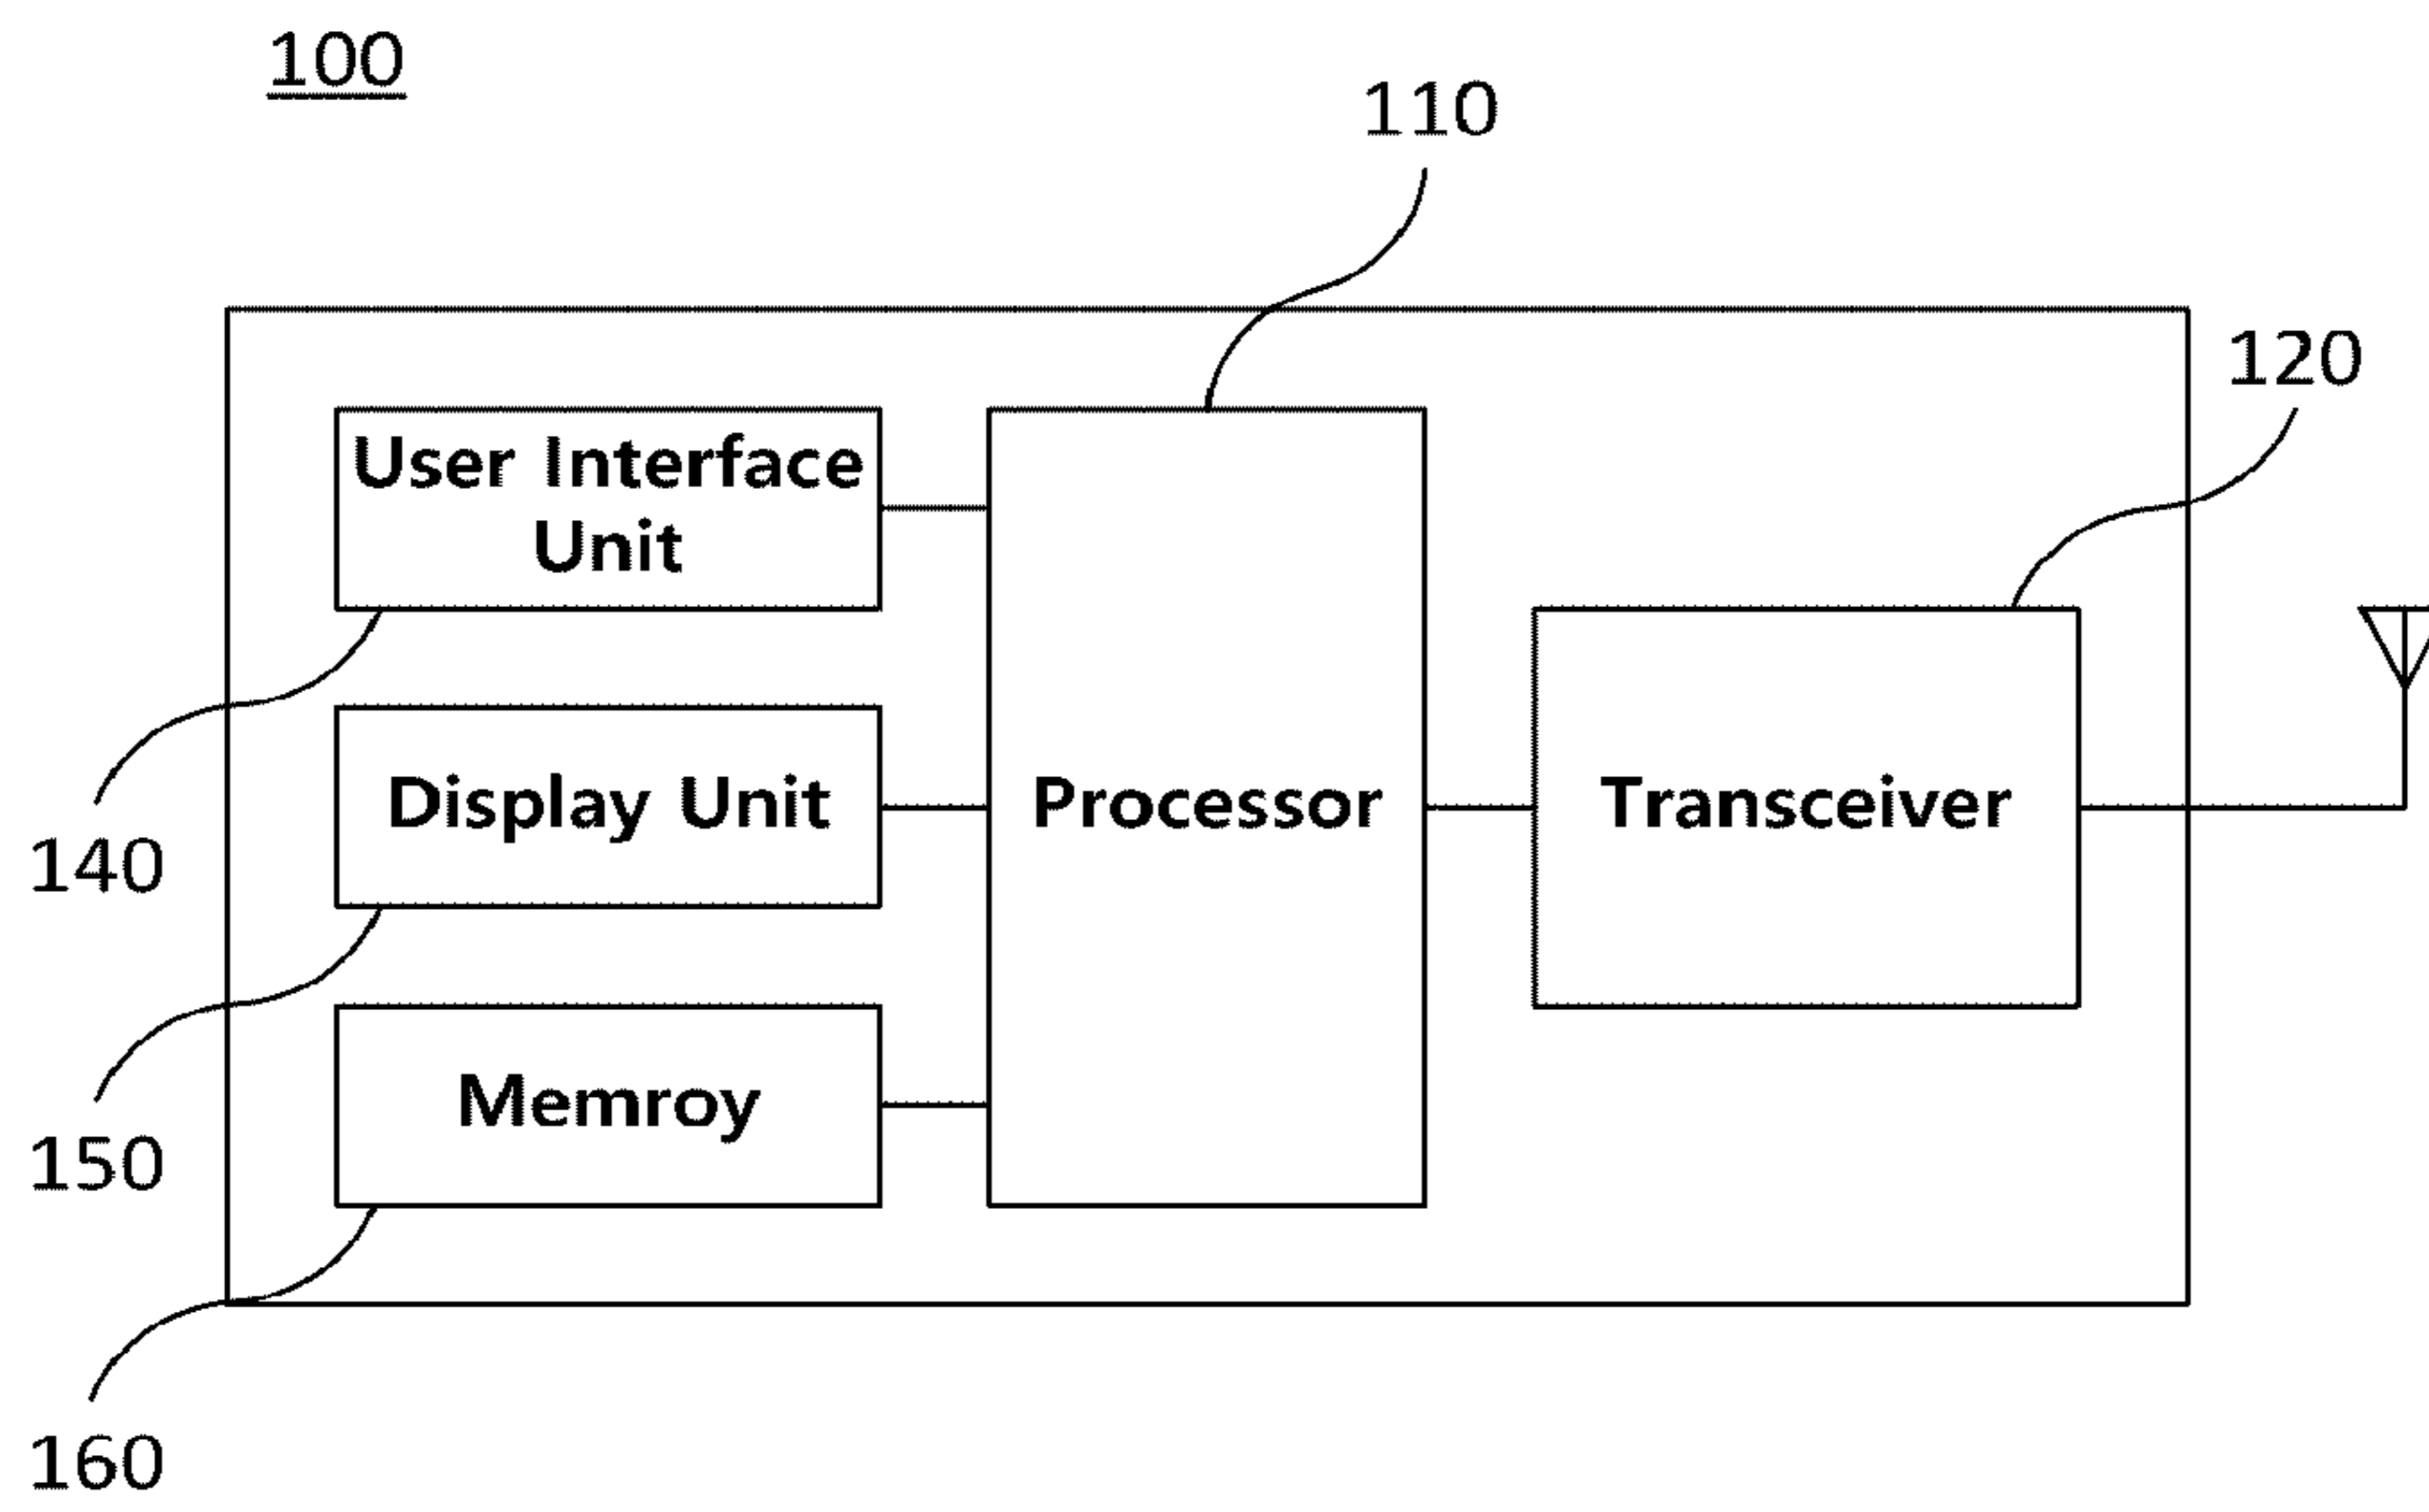 100
110
120
User Interface
Unit
Display Unit
Processor
Transceiver
140
Memroy
150
160